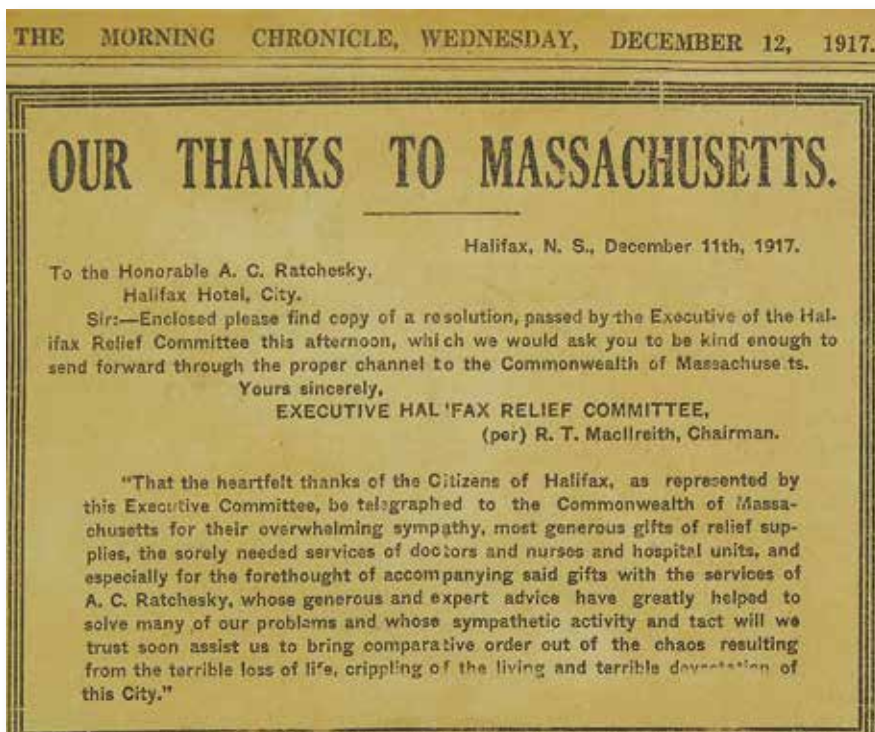 THE MORNING CHRONICLE, WEDNESDAY, DECEMBER 12, 1917.
OUR THANKS TO MASSACHUSETTS.
Halifax, N. S., December 11th, 1917.
To the Honorable A. C. Ratchesky,
Halifax Hotel, City.
Sir:—Enclosed please find copy of a resolution, passed by the Executive of the Hal-
ifax Relief Committee this afternoon, which we would ask you to be kind enough to
send forward through the proper channel to the Commonwealth of Massachuse ts.
Yours sincerely,
EXECUTIVE HAL'FAX RELIEF COMMITTEE,
(per) R. T. MacIlreith, Chairman.
"That the heartfelt thanks of the Citizens of Halifax, as represented by
this Executive Committee, be telegraphed to the Commonwealth of Massa-
chusetts for their overwhelming sympathy, most generous gifts of relief sup-
plies, the sorely needed services of doctors and nurses and hospital units, and
especially for the forethought of accompanying said gifts with the services of
A. C. Ratchesky, whose generous and expert advice have greatly helped to
solve many of our problems and whose sympathetic activity and tact will we
trust soon assist us to bring comparative order out of the chaos resulting
from the terrible loss of life, crippling of the living and terrible devastation of
this City."